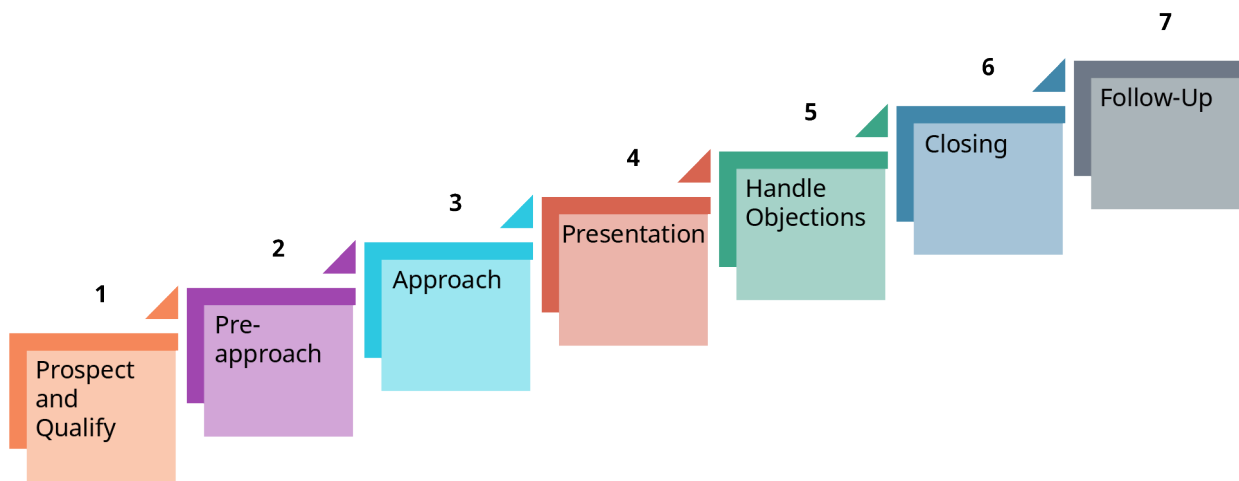 1
Prospect
and
Qualify
2
Pre-
approach
3
Approach
4
Presentation
5
Handle
Objections
6
Closing
7
Follow-Up